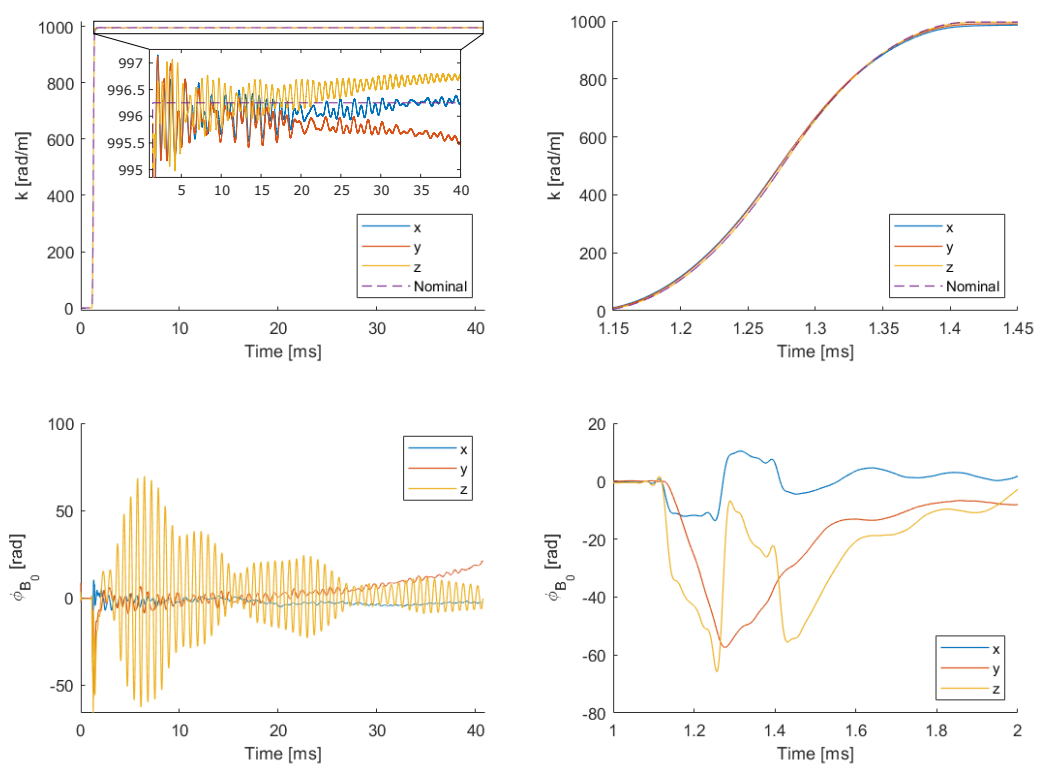 1000
800
600
400
200
0
k [rad/m]
997
996.5
996
995.5
995
5 10 15 20 25 30 35 40
x
y
z
Nominal
0 10 20 30 40
Time [ms]
1000
800
600
400
200
0
k [rad/m]
x
y
z
Nominal
1.15 1.2 1.25 1.3 1.35 1.4 1.45
Time [ms]
100
50
0
-50
ϕB0 [rad]
x
y
z
0 10 20 30 40
Time [ms]
20
0
-20
-40
-60
-80
ϕB0 [rad]
x
y
z
1 1.2 1.4 1.6 1.8 2
Time [ms]